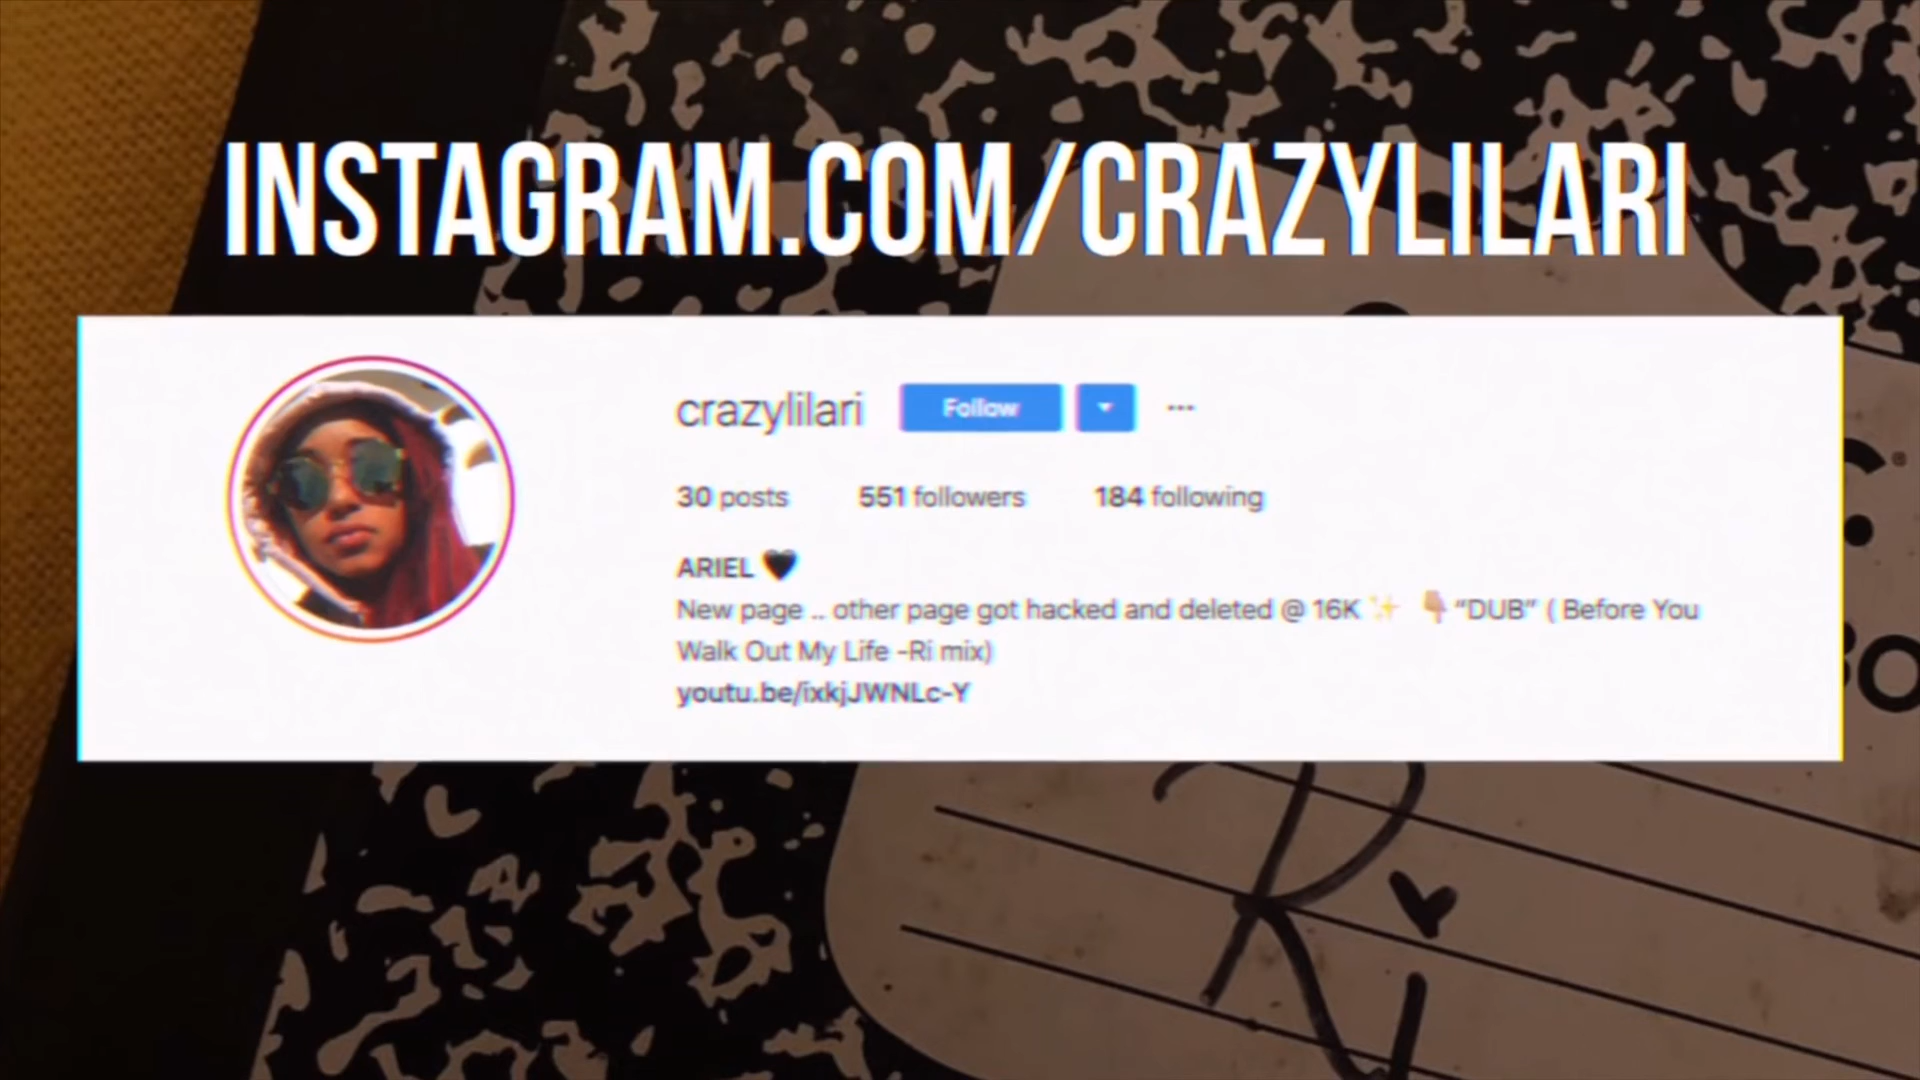 INSTAGRAM.COM/CRAZYLILARI
crazylilari Follow
30 posts 551 followers 184 following
ARIEL 🖤
New page .. other page got hacked and deleted @ 16K ✨ 👇🏽 “DUB” ( Before You
Walk Out My Life -Ri mix)
youtu.be/ixkjJWNLc-Y
Ri